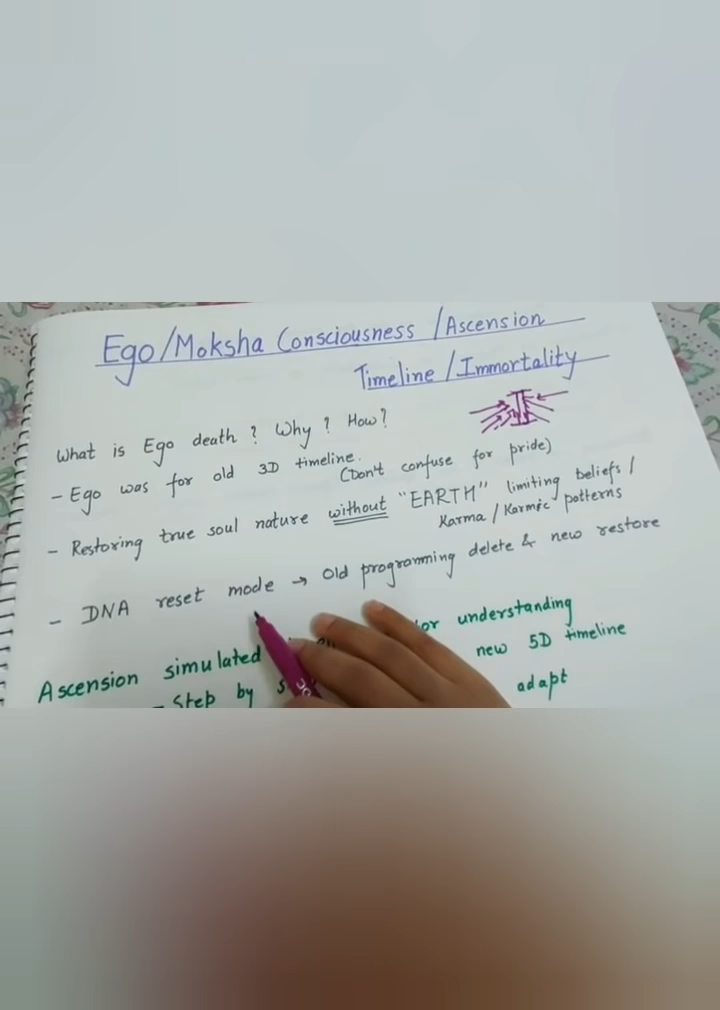 Ego/Moksha Consciousness /Ascension
Timeline/Immortality
What is Ego death? Why? How?
- Ego was for old 3D timeline.
(Don't confuse for pride)
- Restoring true soul nature without "EARTH" limiting beliefs/
Karma/Karmic patterns
- DNA reset mode → Old programming delete & new restore
Ascension simulated or understanding
- Step by new 5D timeline
adapt